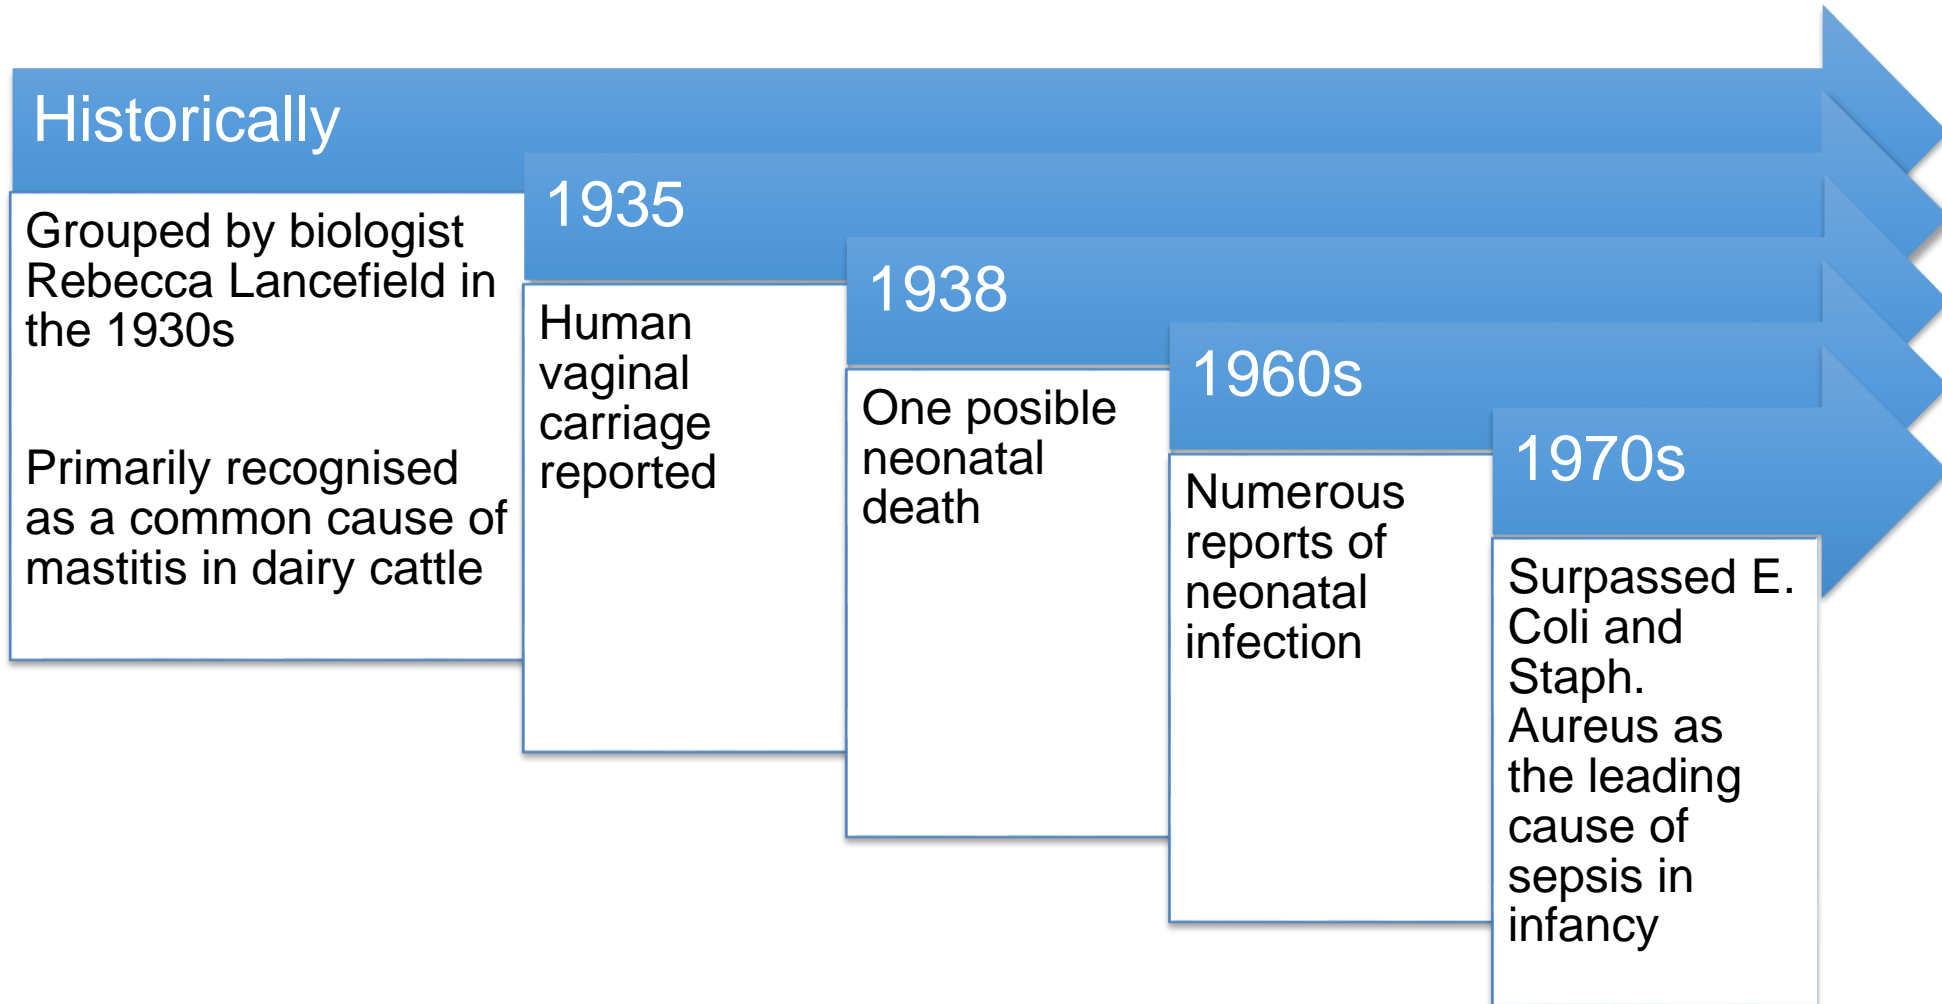 Historically
Grouped by biologist
Rebecca Lancefield in
the 1930s
Primarily recognised
as a common cause of
mastitis in dairy cattle
1935
Human
vaginal
carriage
reported
1938
One posible
neonatal
death
1960s
Numerous
reports of
neonatal
infection
1970s
Surpassed E.
Coli and
Staph.
Aureus as
the leading
cause of
sepsis in
infancy